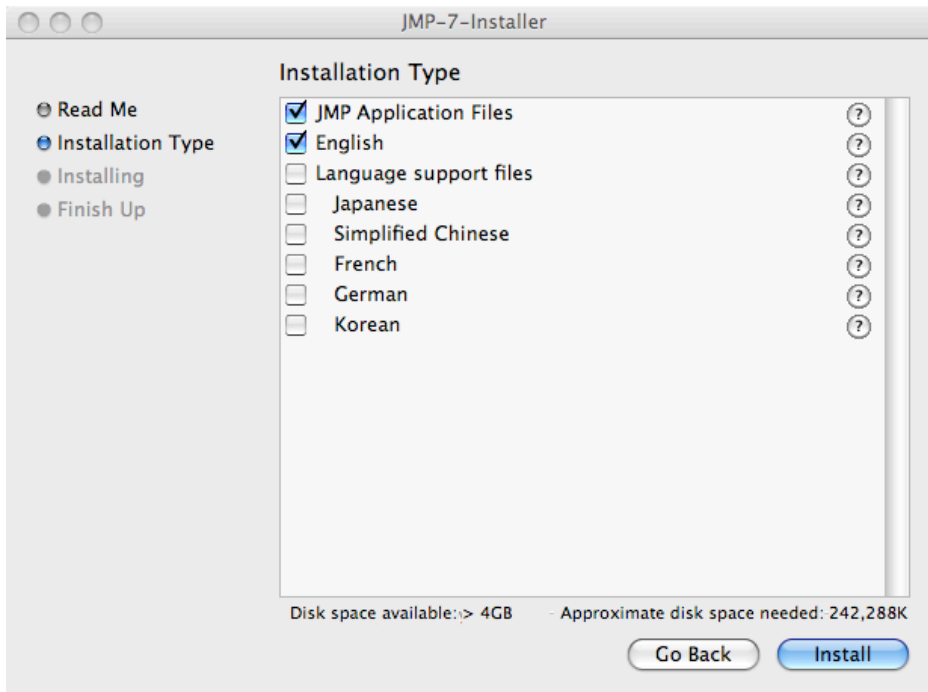 JMP-7-Installer
Installation Type
Read Me
Installation Type
Installing
Finish Up
JMP Application Files ?
English ?
Language support files ?
Japanese ?
Simplified Chinese ?
French ?
German ?
Korean ?
Disk space available: > 4GB Approximate disk space needed: 242,288K
Go Back Install